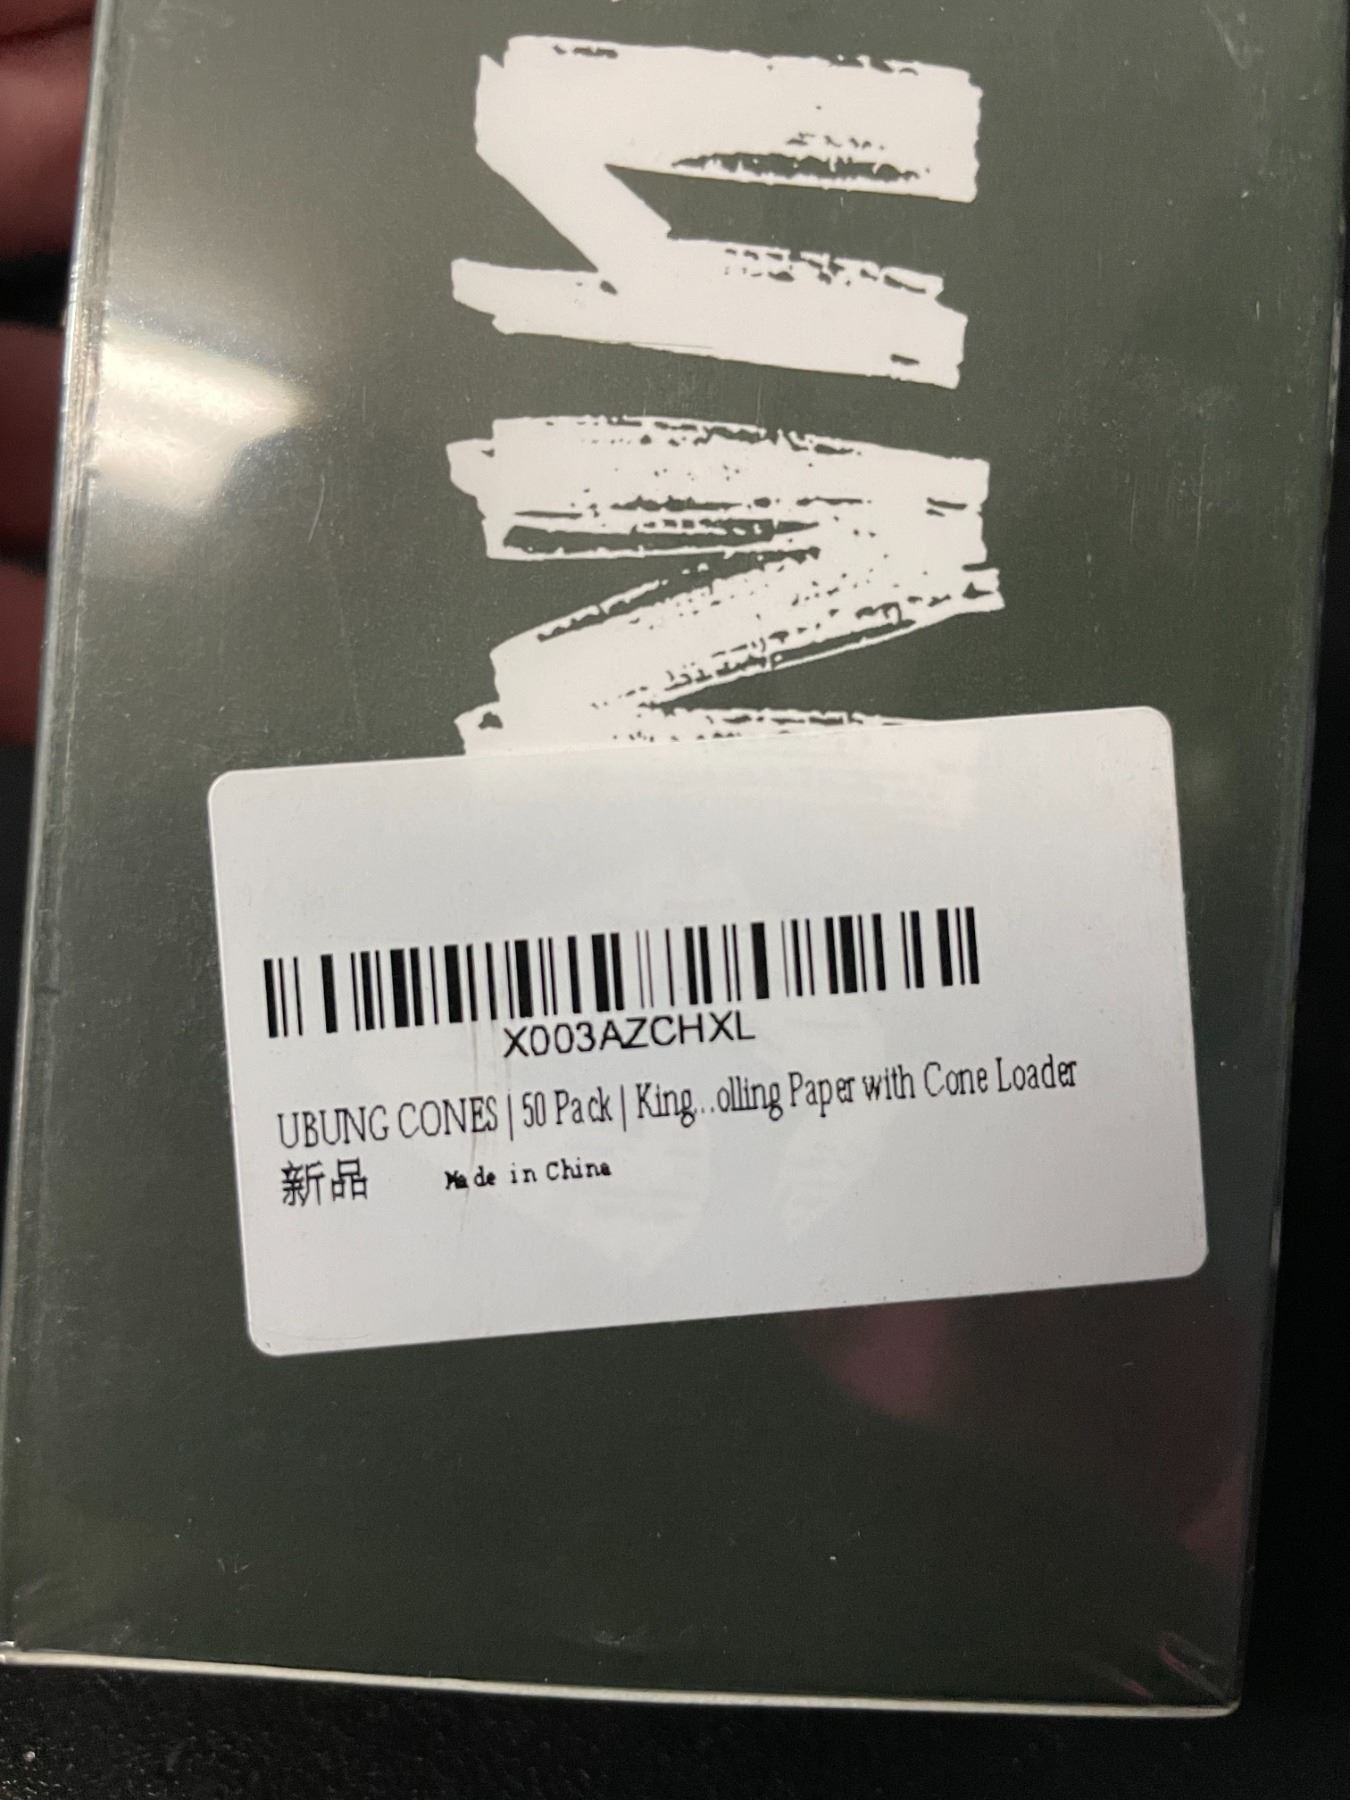 X003AZCHXL
UBUNG CONES | 50 Pack | King...olling Paper with Cone Loader
新品 Made in China